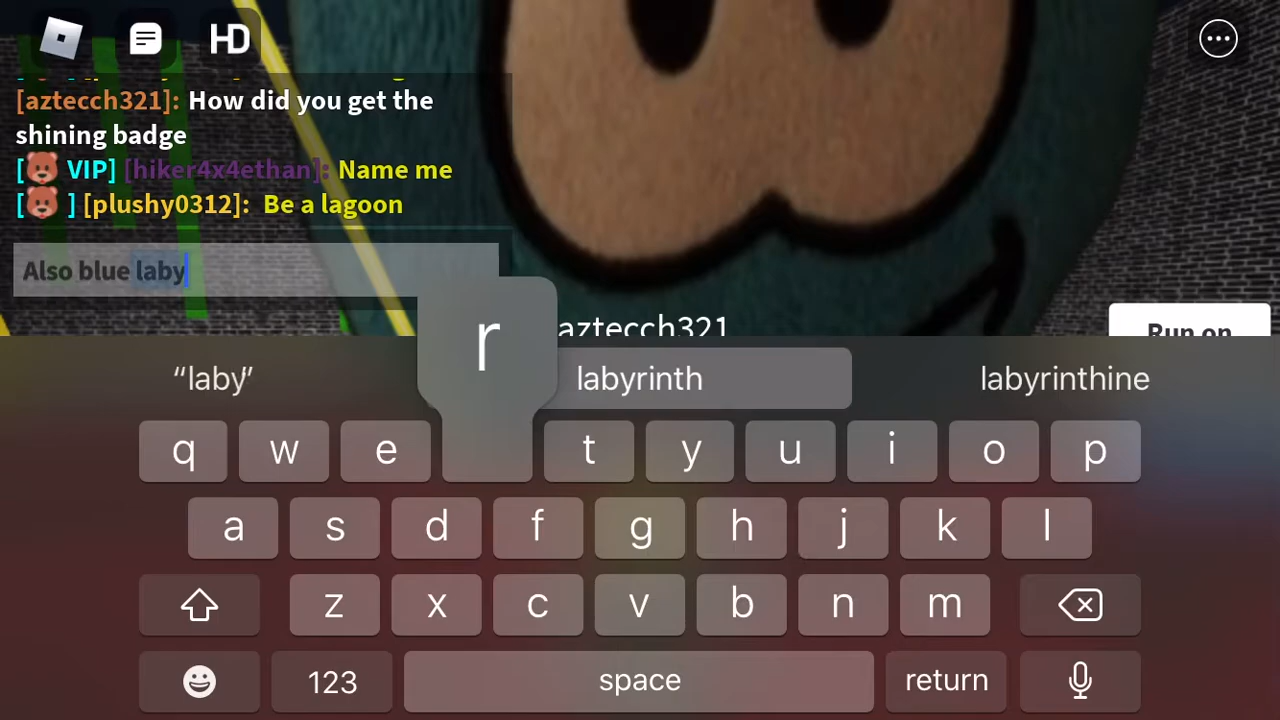 HD
[aztecch321]: How did you get the
shining badge
[🐻 VIP] [hiker4x4ethan]: Name me
[🐻 ] [plushy0312]: Be a lagoon
Also blue laby
aztecch321
Run on
r
“laby” labyrinth labyrinthine
q w e t y u i o p
a s d f g h j k l
z x c v b n m
123 space return